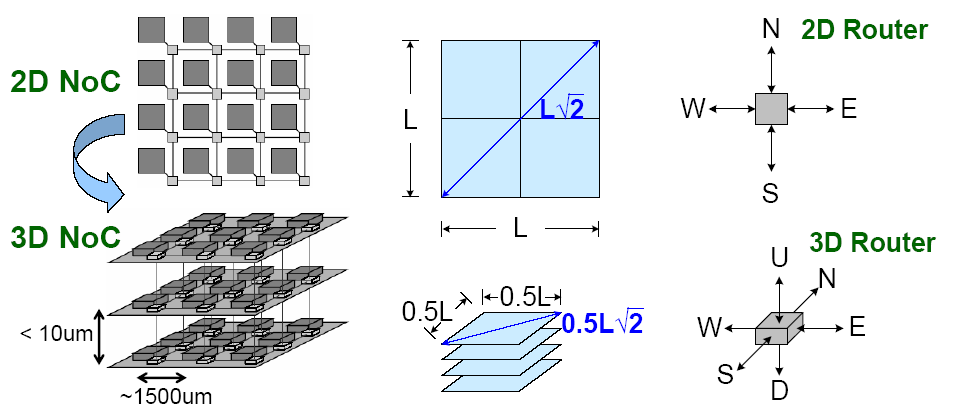 2D NoC
3D NoC
< 10um
~1500um
L
L√2
L
0.5L
0.5L
0.5L√2
2D Router
N
W
E
S
3D Router
U
N
W
E
S
D